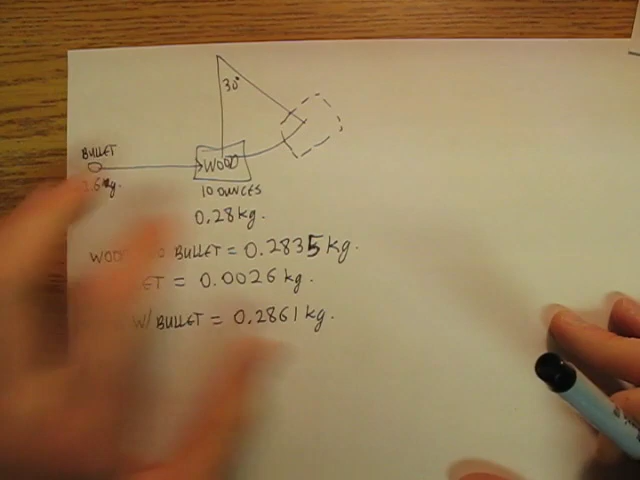 30°
BULLET
WOOD
10 OUNCES
0.28 kg.
BULLET = 0.2835 kg.
= 0.0026 kg.
W/ BULLET = 0.2861 kg.